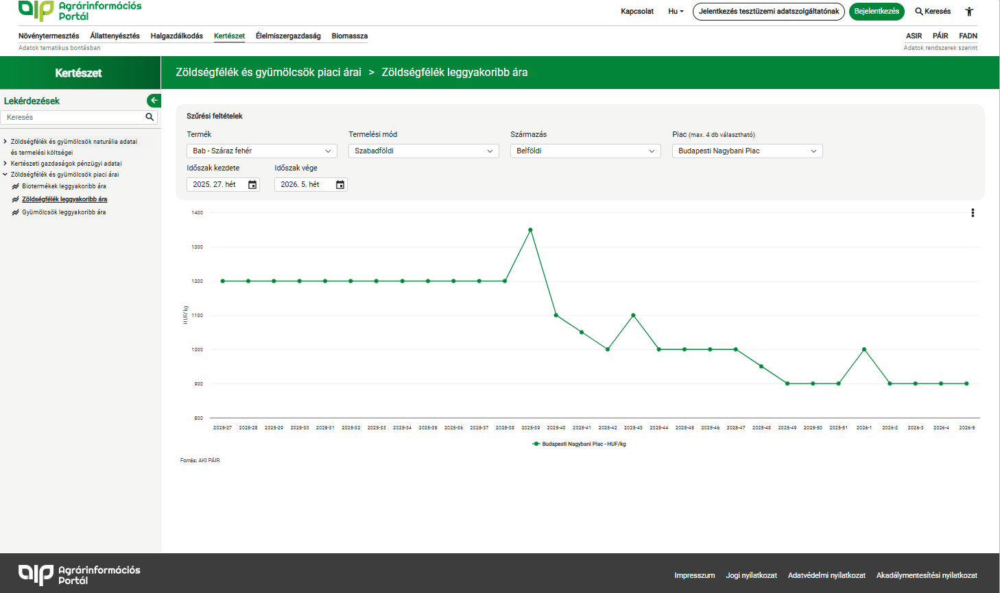 Agrárinformációs
Portál
Kapcsolat Hu Jelentkezés tesztüzemi adatszolgáltatónak Bejelentkezés Keresés
Növénytermesztés Állattenyésztés Halgazdálkodás Kertészet Élelmiszergazdaság Biomassza
ASIR PÁIR FADN
Adatok tematikus bontásban
Adatok rendszerek szerint
Kertészet
Zöldségfélék és gyümölcsök piaci árai > Zöldségfélék leggyakoribb ára
Lekérdezések
Keresés
Zöldségfélék és gyümölcsök naturália adatai
és termelési költségei
Kertészeti gazdaságok pénzügyi adatai
Zöldségfélék és gyümölcsök piaci árai
Biotermékek leggyakoribb ára
Zöldségfélék leggyakoribb ára
Gyümölcsök leggyakoribb ára
Szűrési feltételek
Termék Termelési mód Származás Piac (max. 4 db választható)
Bab - Száraz fehér Szabadföldi Belföldi Budapesti Nagybani Piac
Időszak kezdete Időszak vége
2025. 27. hét 2026. 5. hét
1400
1300
1200
1100
1000
900
800
HUF/ kg
2025-27 2025-28 2025-29 2025-30 2025-31 2025-32 2025-33 2025-34 2025-35 2025-36 2025-37 2025-38 2025-39 2025-40 2025-41 2025-42 2025-43 2025-44 2025-45 2025-46 2025-47 2025-48 2025-49 2025-50 2025-51 2026-1 2026-2 2026-3 2026-4 2026-5
Budapesti Nagybani Piac - HUF/kg
Forrás: AKI PÁIR
Agrárinformációs
Portál
Impresszum Jogi nyilatkozat Adatvédelmi nyilatkozat Akadálymentesítési nyilatkozat